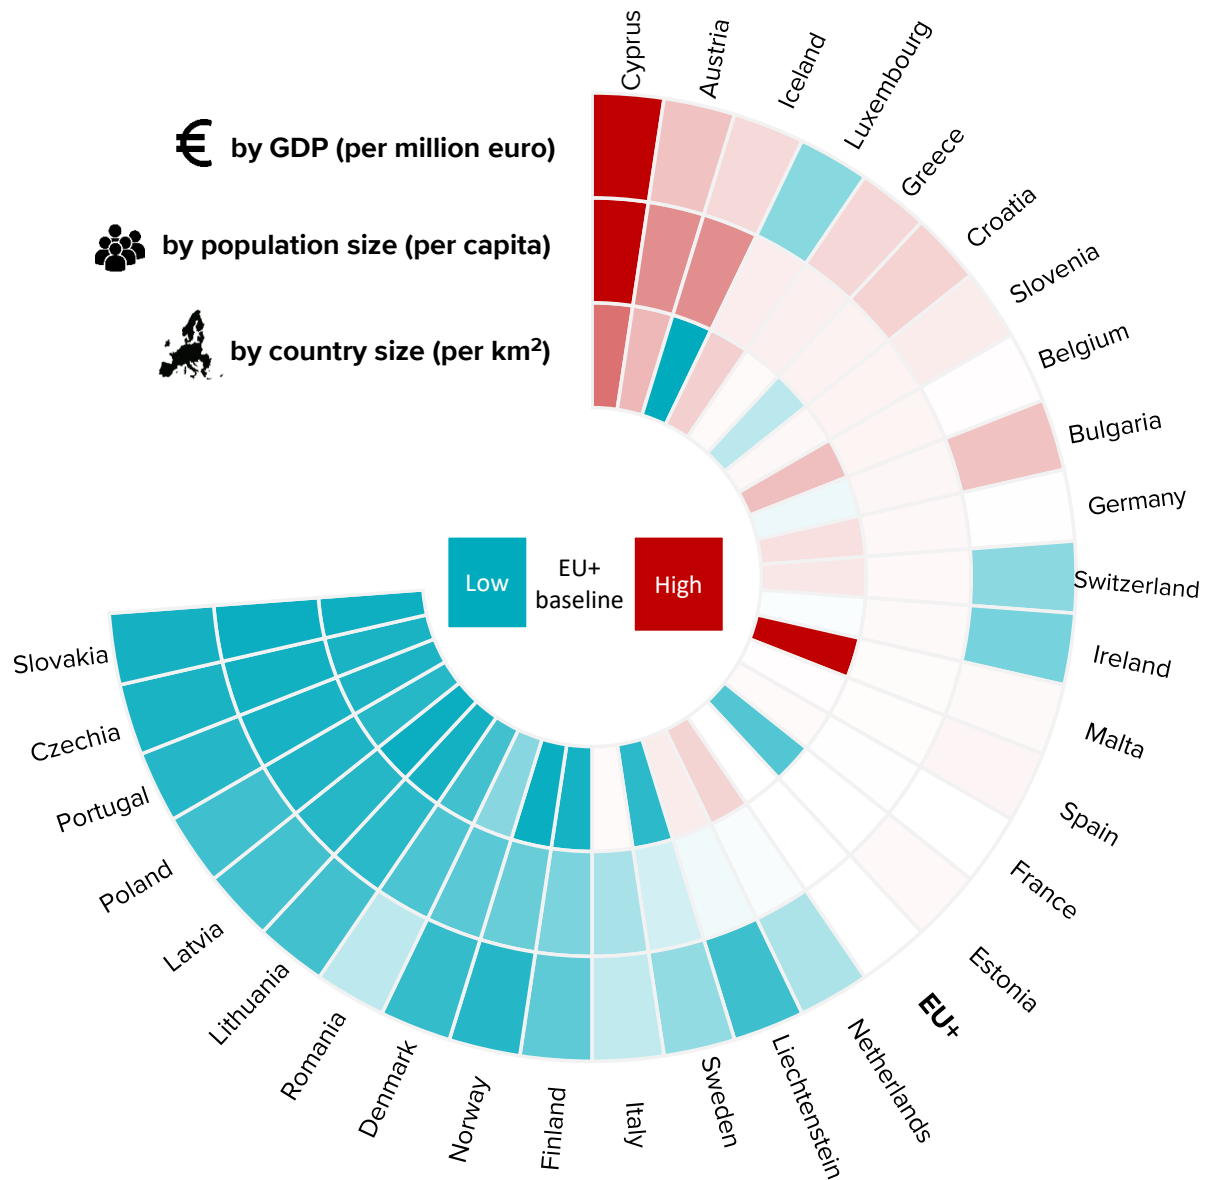 € by GDP (per million euro)
by population size (per capita)
by country size (per km²)
Cyprus
Austria
Iceland
Luxembourg
Greece
Croatia
Slovenia
Belgium
Bulgaria
Germany
Switzerland
Ireland
Malta
Spain
France
Estonia
EU+
Netherlands
Liechtenstein
Sweden
Italy
Finland
Norway
Denmark
Romania
Lithuania
Latvia
Poland
Portugal
Czechia
Slovakia
Low
EU+
baseline
High